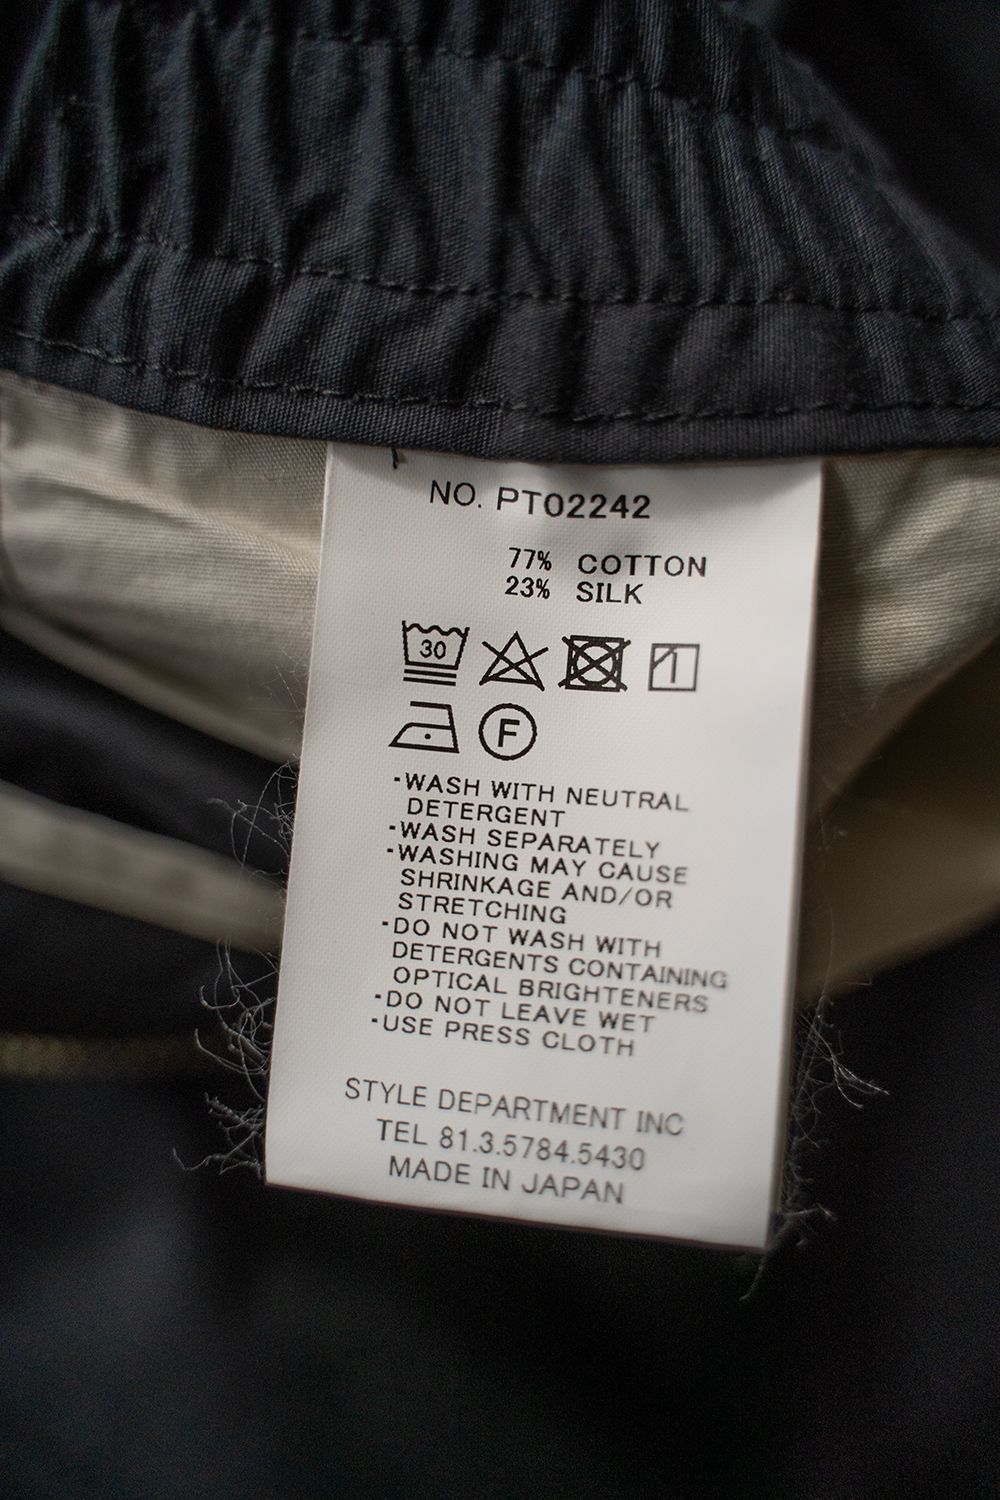 NO. PT02242
77% COTTON
23% SILK
30
F
-WASH WITH NEUTRAL
DETERGENT
-WASH SEPARATELY
-WASHING MAY CAUSE
SHRINKAGE AND/OR
STRETCHING
-DO NOT WASH WITH
DETERGENTS CONTAINING
OPTICAL BRIGHTENERS
-DO NOT LEAVE WET
-USE PRESS CLOTH
STYLE DEPARTMENT INC
TEL 81.3.5784.5430
MADE IN JAPAN